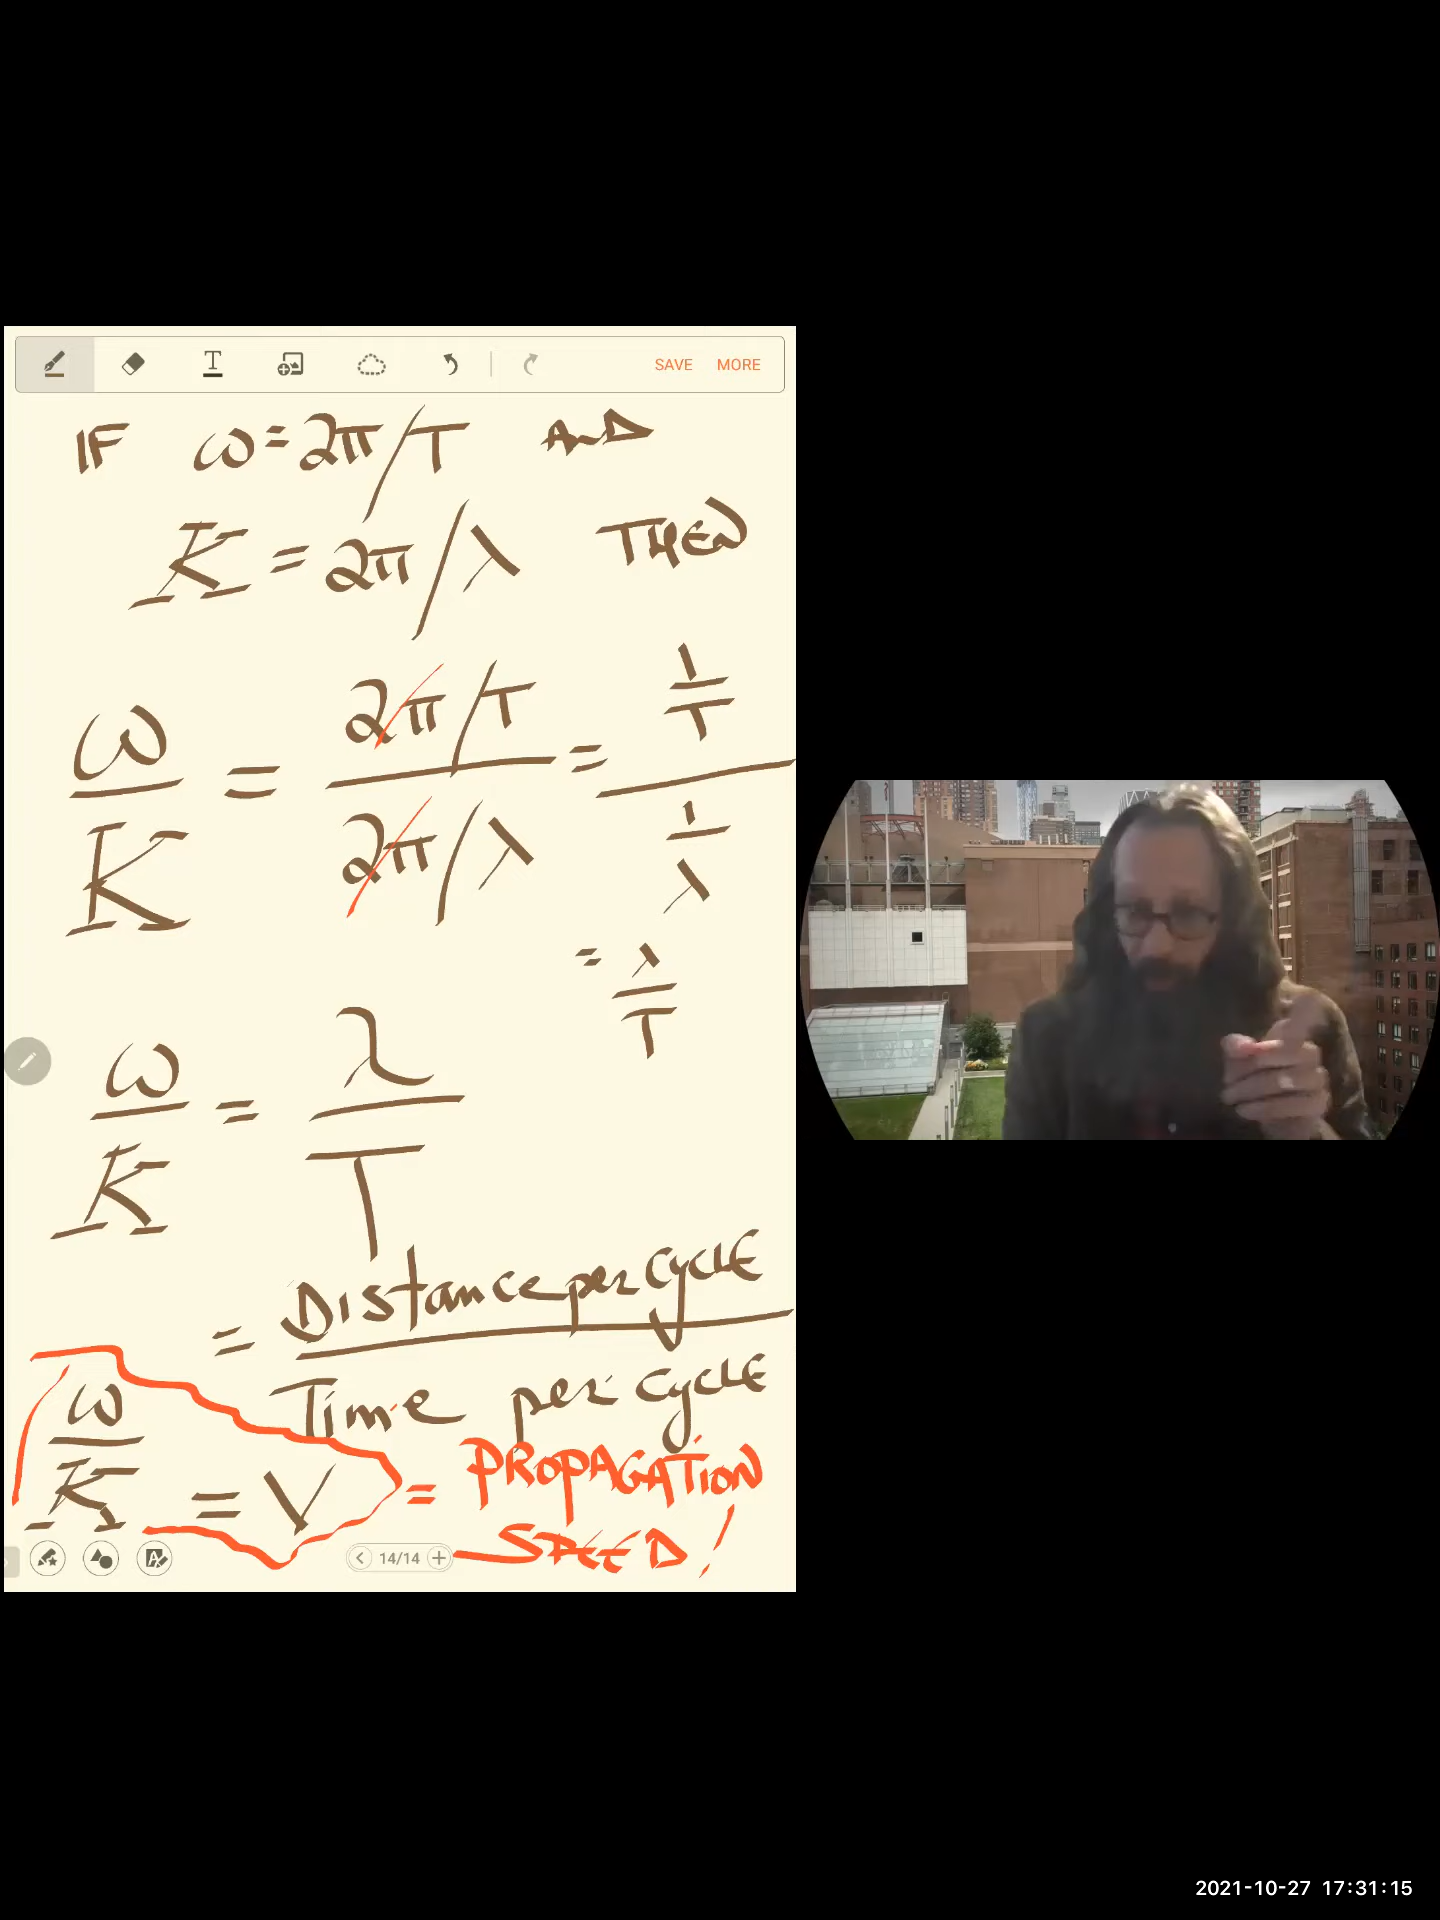 T SAVE MORE
IF ω=2π/T AND
K=2π/λ THEN
ω/K = (2π/T)/(2π/λ) = (1/T)/(1/λ)
= λ/T
ω/K = λ/T
= Distance per cycle
Time per cycle
ω/K = V = PROPAGATION
SPEED!
14/14
2021-10-27 17:31:15